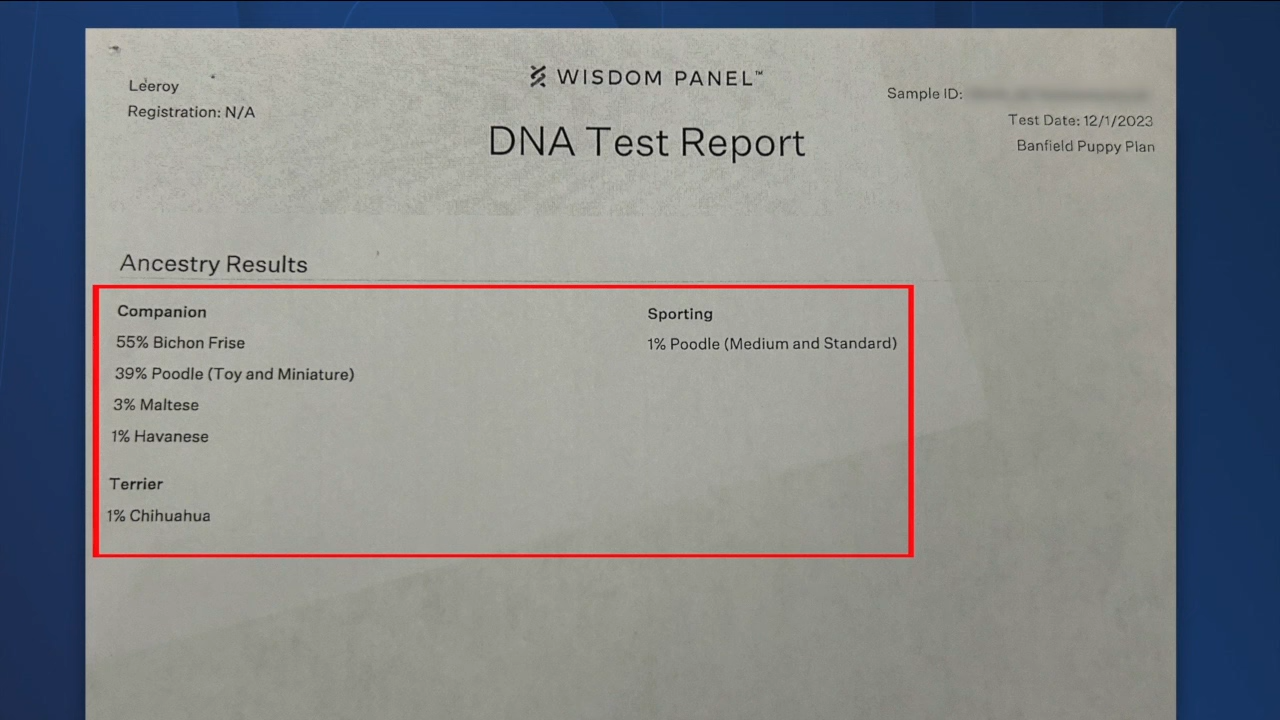 Leeroy
Registration: N/A
WISDOM PANEL™
DNA Test Report
Sample ID:
Test Date: 12/1/2023
Banfield Puppy Plan
Ancestry Results
Companion
55% Bichon Frise
39% Poodle (Toy and Miniature)
3% Maltese
1% Havanese
Terrier
1% Chihuahua
Sporting
1% Poodle (Medium and Standard)